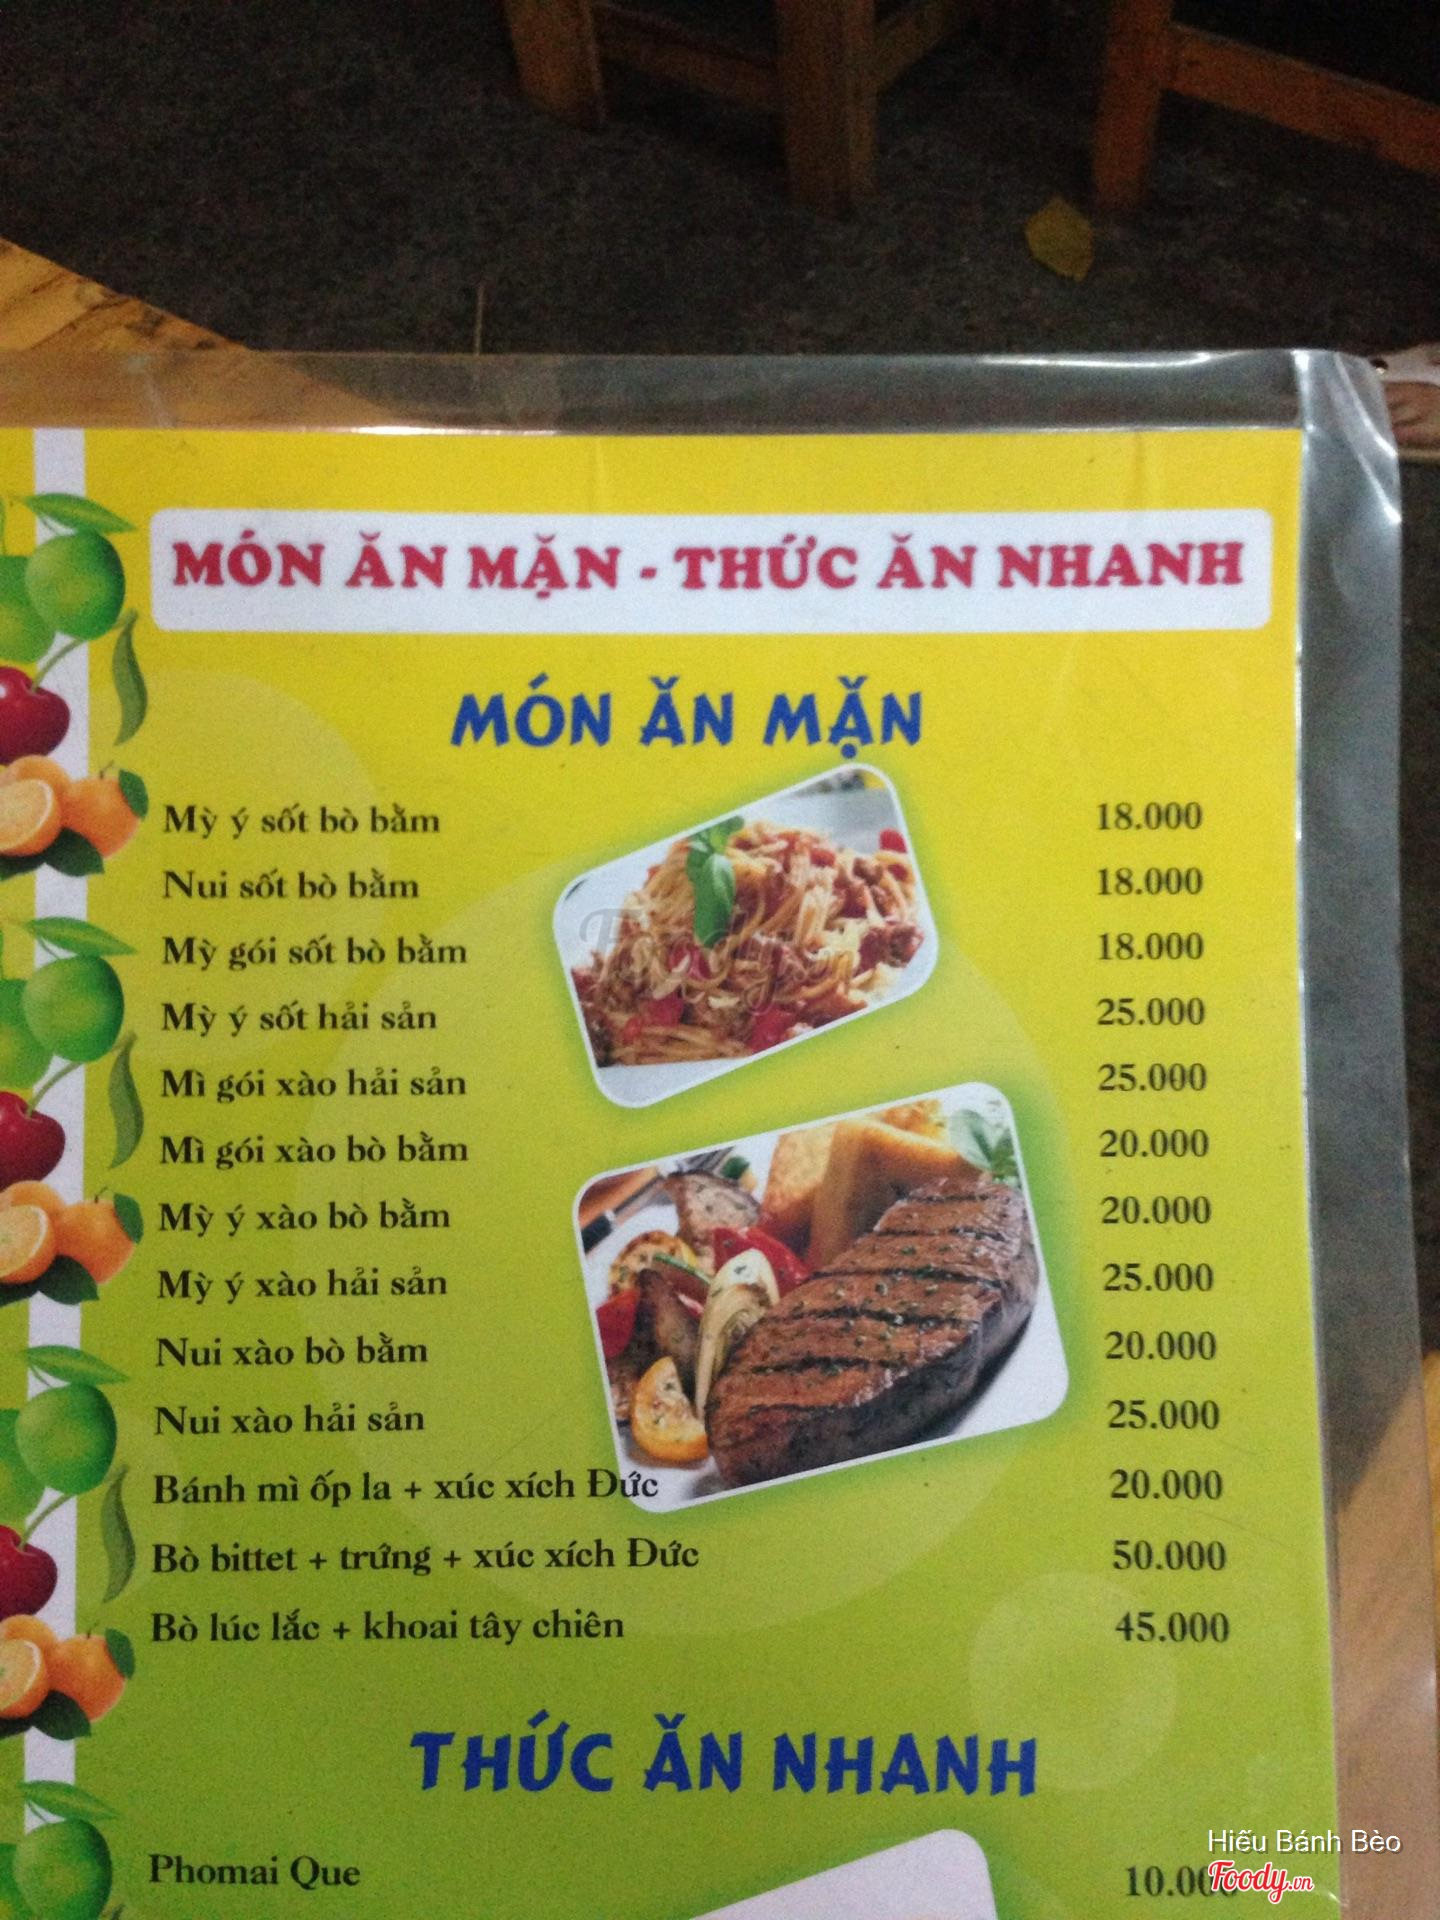 MÓN ĂN MẶN - THỨC ĂN NHANH
MÓN ĂN MẶN
Mỳ ý sốt bò bằm 18.000
Nui sốt bò bằm 18.000
Mỳ gói sốt bò bằm 18.000
Mỳ ý sốt hải sản 25.000
Mì gói xào hải sản 25.000
Mì gói xào bò bằm 20.000
Mỳ ý xào bò bằm 20.000
Mỳ ý xào hải sản 25.000
Nui xào bò bằm 20.000
Nui xào hải sản 25.000
Bánh mì ốp la + xúc xích Đức 20.000
Bò bittet + trứng + xúc xích Đức 50.000
Bò lúc lắc + khoai tây chiên 45.000
THỨC ĂN NHANH
Phomai Que 10.000
Foody.vn
Hiếu Bánh Bèo
Foody.vn